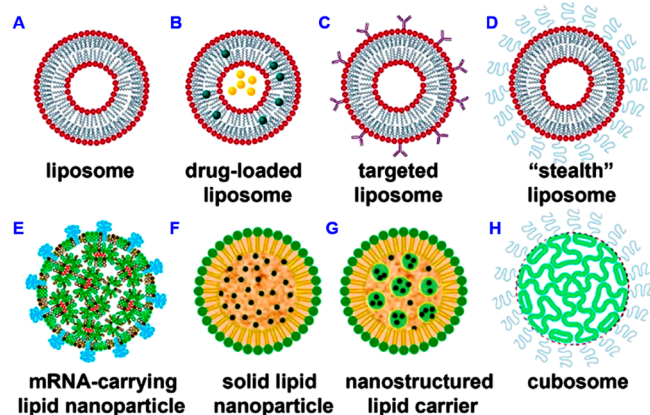 A B C D
liposome drug-loaded targeted "stealth"
liposome liposome liposome
E F G H
mRNA-carrying solid lipid nanostructured cubosome
lipid nanoparticle nanoparticle lipid carrier